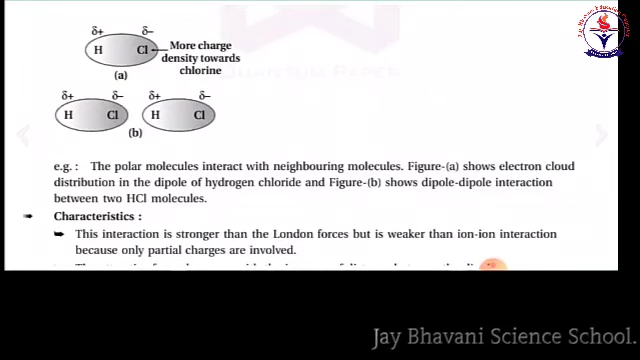 δ+ δ–
H Cl
More charge
density towards
chlorine
(a)
δ+ δ– δ+ δ–
H Cl H Cl
(b)
e.g. : The polar molecules interact with neighbouring molecules. Figure-(a) shows electron cloud
distribution in the dipole of hydrogen chloride and Figure-(b) shows dipole-dipole interaction
between two HCl molecules.
Characteristics :
This interaction is stronger than the London forces but is weaker than ion-ion interaction
because only partial charges are involved.
Jay Bhavani Science School.